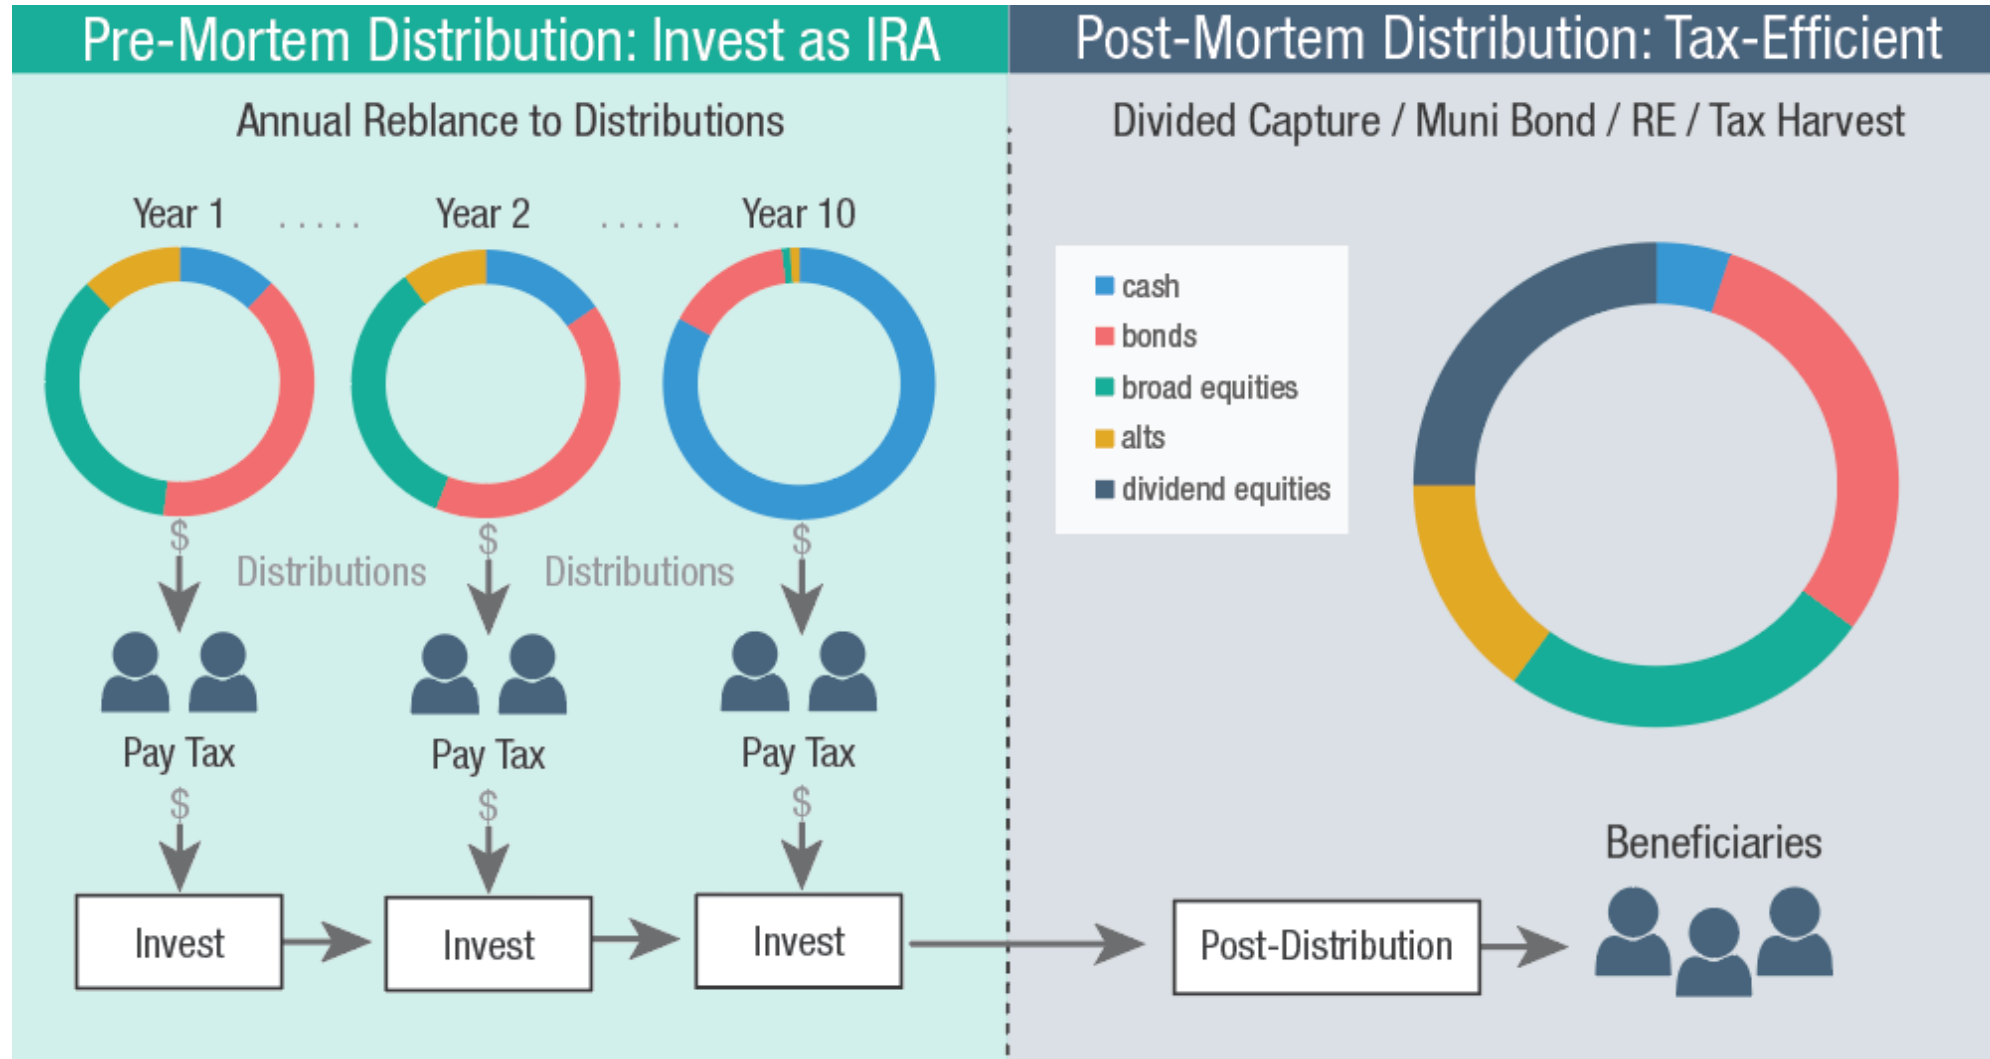 Pre-Mortem Distribution: Invest as IRA
Annual Reblance to Distributions
Year 1 ..... Year 2 ..... Year 10
$ $ $
Distributions Distributions
Pay Tax Pay Tax Pay Tax
$ $ $
Invest Invest Invest
Post-Mortem Distribution: Tax-Efficient
Divided Capture / Muni Bond / RE / Tax Harvest
cash
bonds
broad equities
alts
dividend equities
Beneficiaries
Post-Distribution